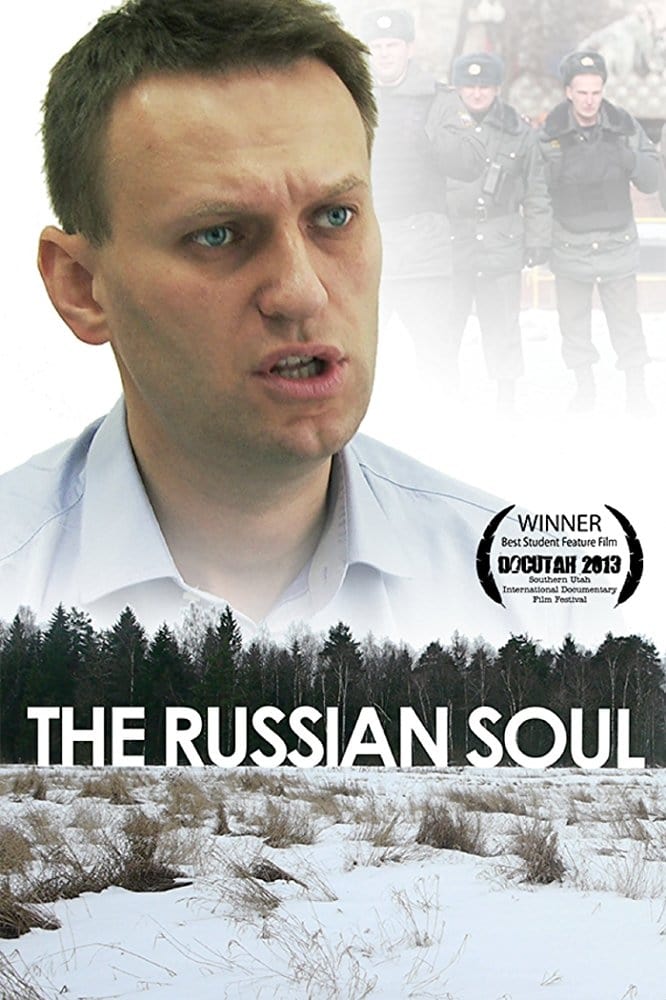 WINNER
Best Student Feature Film
DOCUTAH 2013
Southern Utah
International Documentary
Film Festival
THE RUSSIAN SOUL